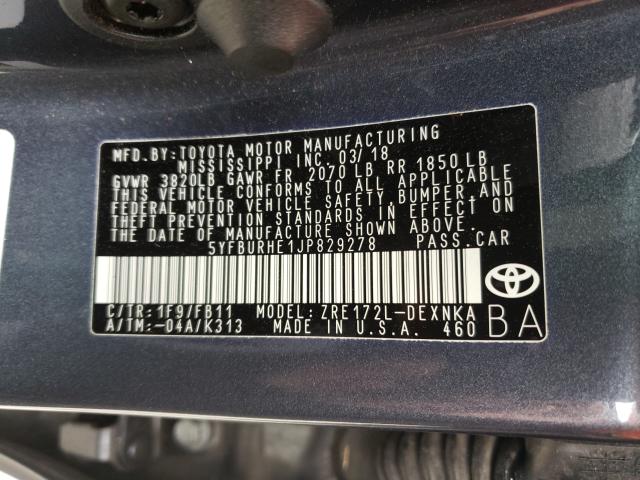 MFD.BY:TOYOTA MOTOR MANUFACTURING
MISSISSIPPI INC. 03/18
GVWR 3820LB GAWR FR 2070 LB RR 1850 LB
THIS VEHICLE CONFORMS TO ALL APPLICABLE
FEDERAL MOTOR VEHICLE SAFETY,BUMPER,AND
THEFT PREVENTION STANDARDS IN EFFECT ON
THE DATE OF MANUFACTURE SHOWN ABOVE.
5YFBURHE1JP829278 PASS.CAR
C/TR:1F9/FB11 MODEL:ZRE172L-DEXNKA
A/TM:-04A/K313 MADE IN U.S.A. 460
BA